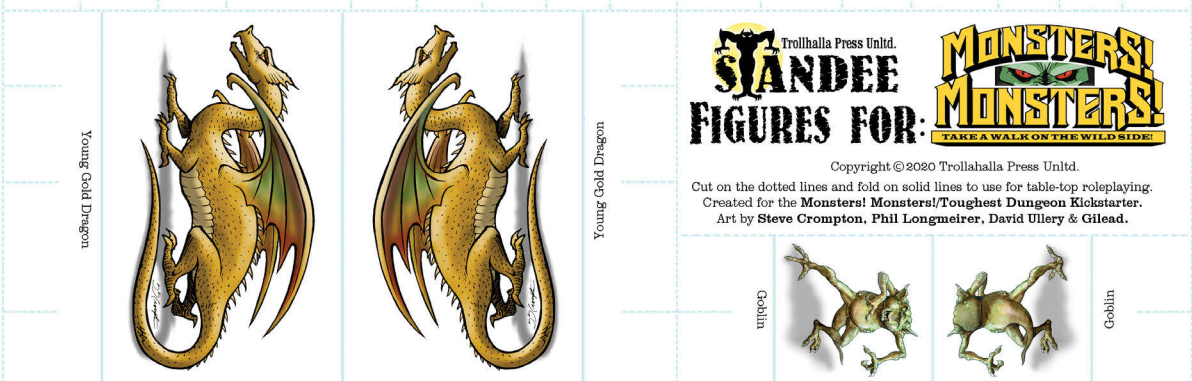 Young Gold Dragon
Young Gold Dragon
Trollhalla Press Unltd.
STANDEE
FIGURES FOR:
MONSTERS!
MONSTERS!
TAKE A WALK ON THE WILD SIDE!
Copyright © 2020 Trollahalla Press Unltd.
Cut on the dotted lines and fold on solid lines to use for table-top roleplaying.
Created for the Monsters! Monsters!/Toughest Dungeon Kickstarter.
Art by Steve Crompton, Phil Longmeirer, David Ullery & Gilead.
Goblin
Goblin